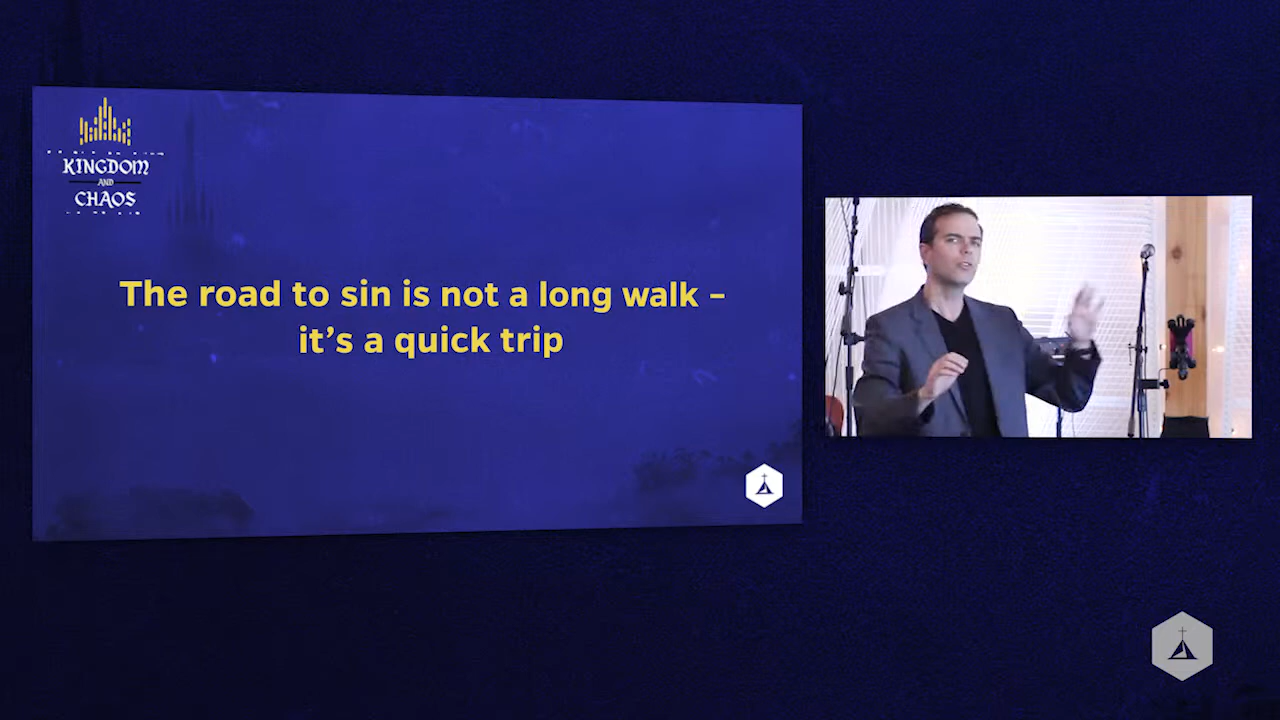 KINGDOM
AND
CHAOS
The road to sin is not a long walk –
it’s a quick trip